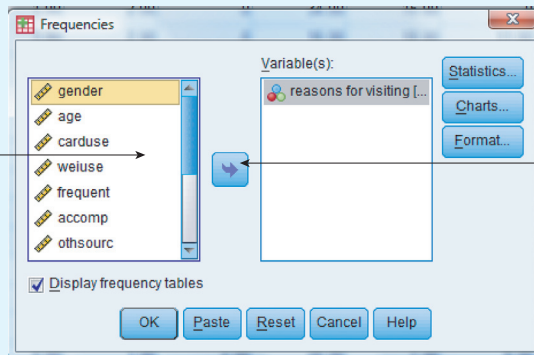 Frequencies
Variable(s):
gender
age
carduse
weiuse
frequent
accomp
othsourc
reasons for visiting [...
Statistics...
Charts...
Format...
Display frequency tables
OK
Paste
Reset
Cancel
Help